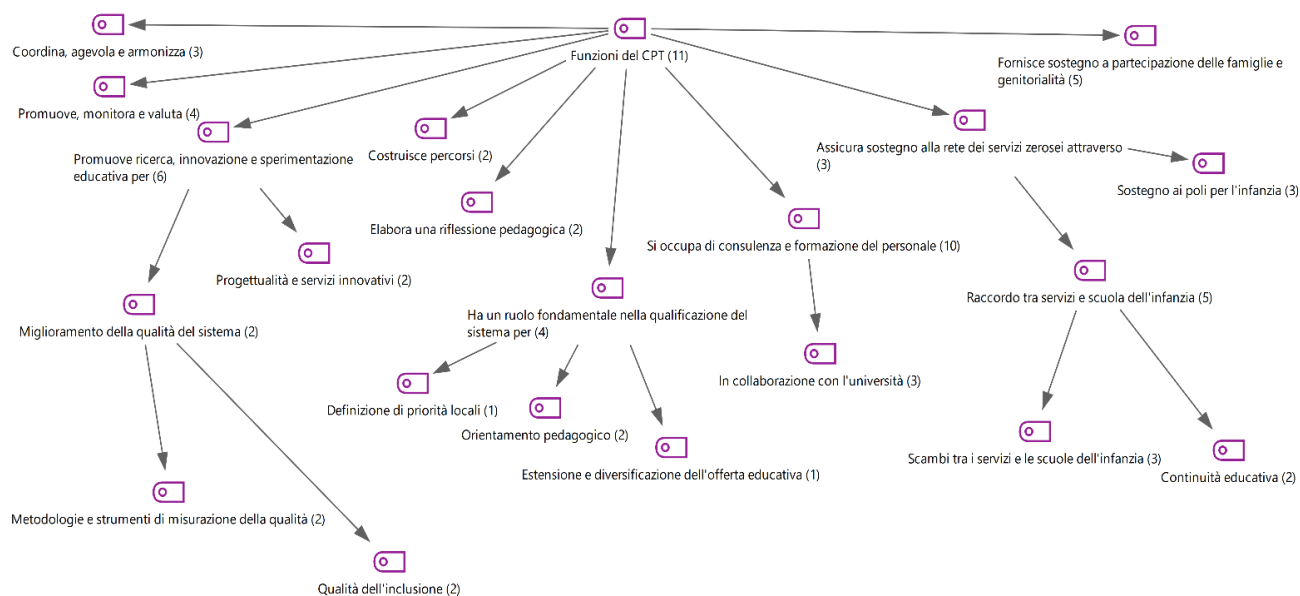 Coordina, agevola e armonizza (3)
Funzioni del CPT (11)
Fornisce sostegno a partecipazione delle famiglie e
genitorialità (5)
Promuove, monitora e valuta (4)
Promuove ricerca, innovazione e sperimentazione
educativa per (6)
Costruisce percorsi (2)
Assicura sostegno alla rete dei servizi zerosei attraverso
(3)
Sostegno ai poli per l'infanzia (3)
Elabora una riflessione pedagogica (2)
Si occupa di consulenza e formazione del personale (10)
Progettualità e servizi innovativi (2)
Raccordo tra servizi e scuola dell'infanzia (5)
Miglioramento della qualità del sistema (2)
Ha un ruolo fondamentale nella qualificazione del
sistema per (4)
In collaborazione con l'università (3)
Definizione di priorità locali (1)
Orientamento pedagogico (2)
Estensione e diversificazione dell'offerta educativa (1)
Scambi tra i servizi e le scuole dell'infanzia (3)
Continuità educativa (2)
Metodologie e strumenti di misurazione della qualità (2)
Qualità dell'inclusione (2)